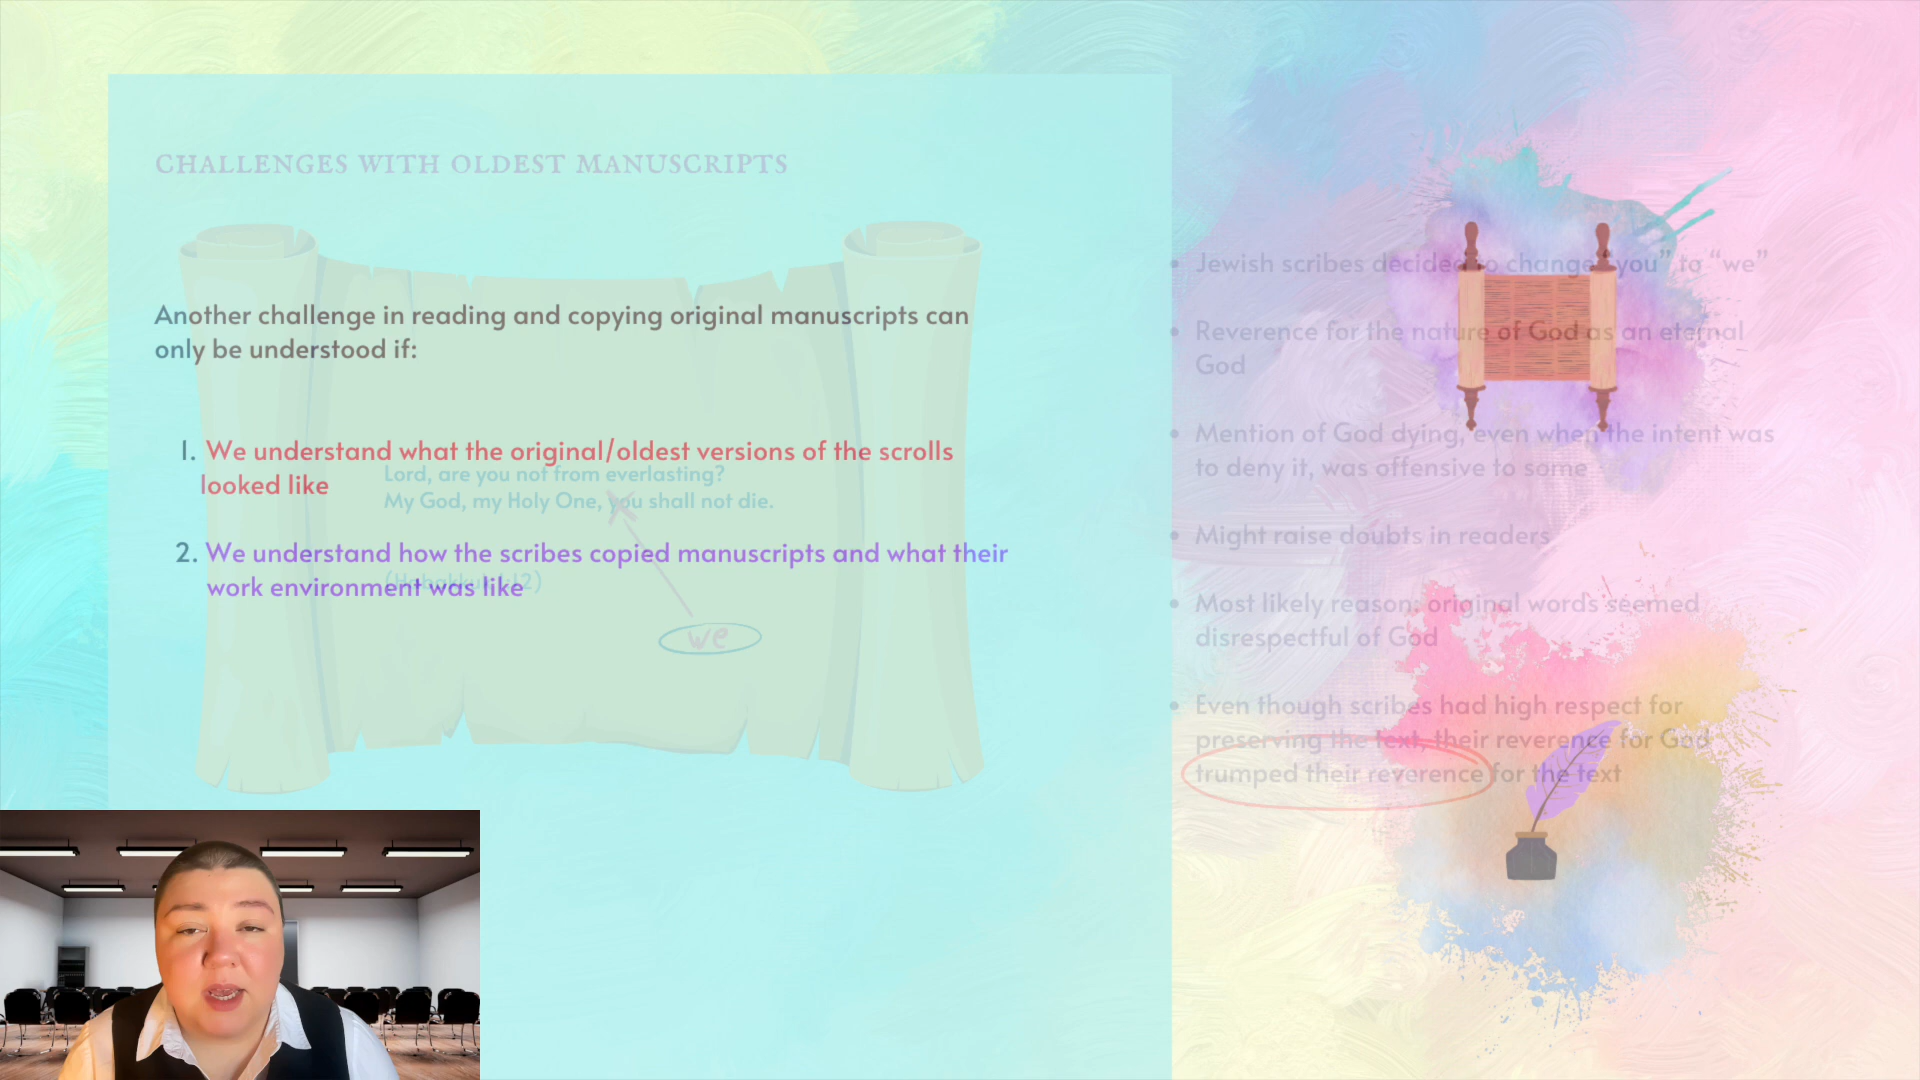 CHALLENGES WITH OLDEST MANUSCRIPTS
Another challenge in reading and copying original manuscripts can
only be understood if:
1. We understand what the original/oldest versions of the scrolls
looked like
2. We understand how the scribes copied manuscripts and what their
work environment was like
Lord, are you not from everlasting?
My God, my Holy One, you shall not die.
(Habakkuk 1:12)
we
• Jewish scribes decided to change "you" to "we"
• Reverence for the nature of God as an eternal
God
• Mention of God dying, even when the intent was
to deny it, was offensive to some
• Might raise doubts in readers
• Most likely reason: original words seemed
disrespectful of God
• Even though scribes had high respect for
preserving the text, their reverence for God
trumped their reverence for the text